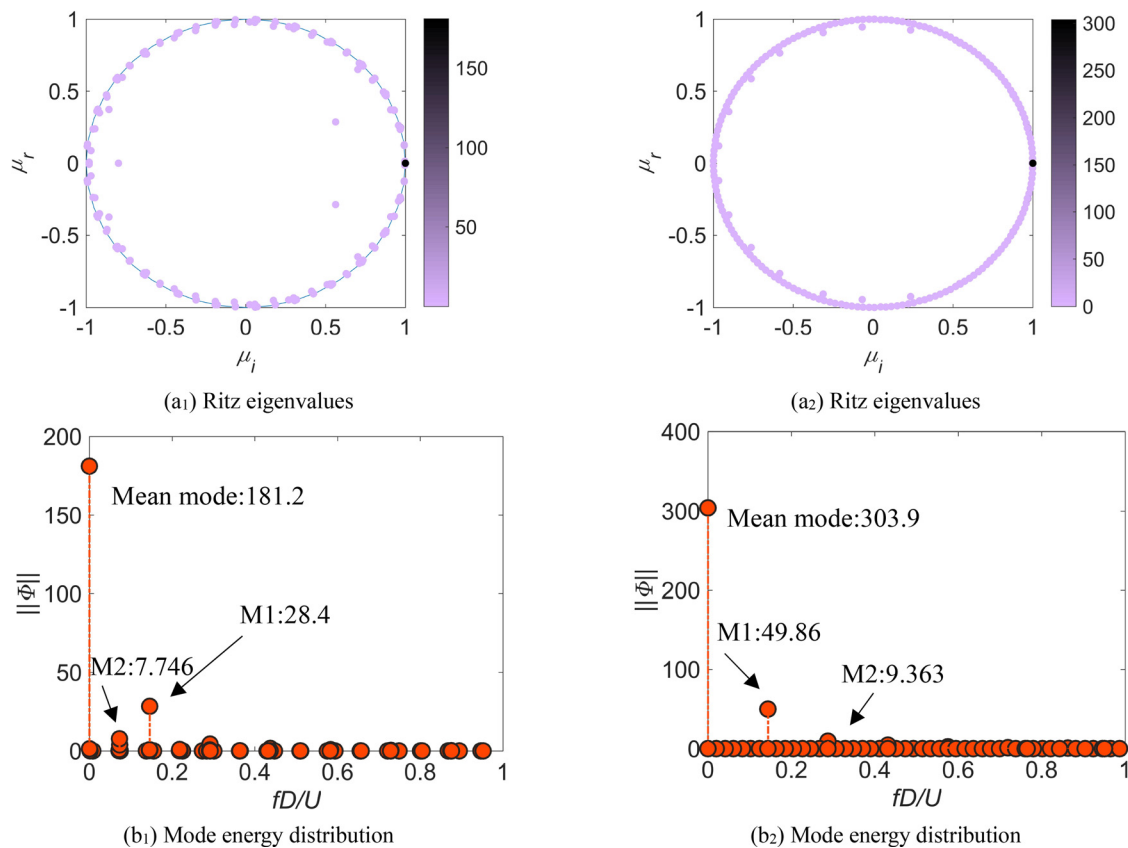 1
0.5
0
-0.5
-1
μr
-1 -0.5 0 0.5 1
μi
150
100
50
(a1) Ritz eigenvalues
1
0.5
0
-0.5
-1
μr
-1 -0.5 0 0.5 1
μi
300
250
200
150
100
50
0
(a2) Ritz eigenvalues
200
150
100
50
0
||Φ||
Mean mode:181.2
M1:28.4
M2:7.746
0 0.2 0.4 0.6 0.8 1
fD/U
(b1) Mode energy distribution
400
300
200
100
0
||Φ||
Mean mode:303.9
M1:49.86
M2:9.363
0 0.2 0.4 0.6 0.8 1
fD/U
(b2) Mode energy distribution